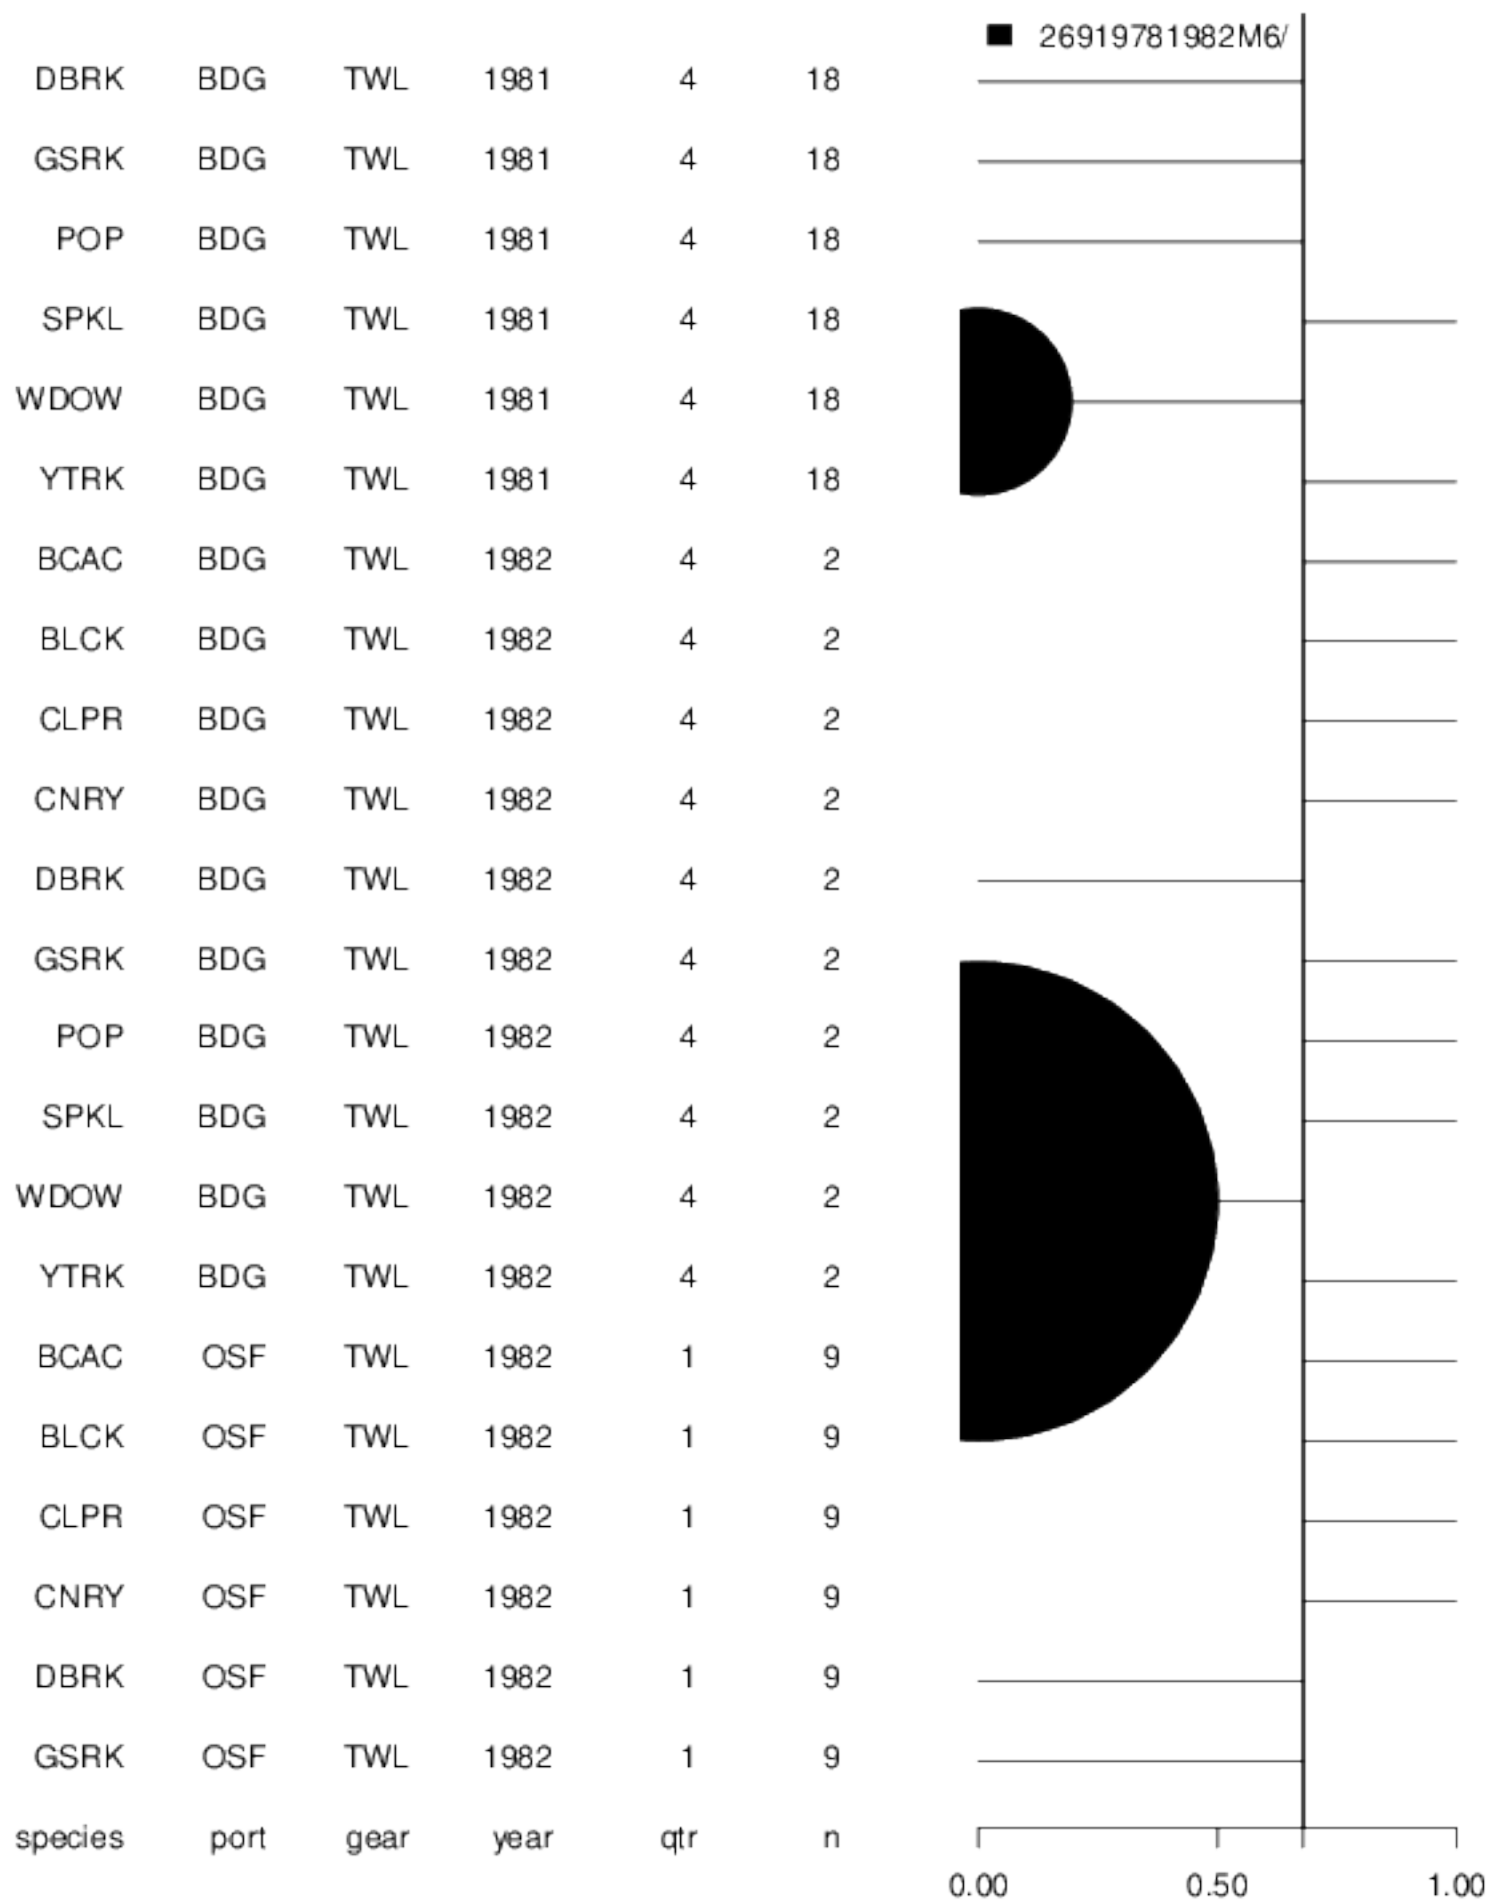 26919781982M6/
DBRK BDG TWL 1981 4 18
GSRK BDG TWL 1981 4 18
POP BDG TWL 1981 4 18
SPKL BDG TWL 1981 4 18
WDOW BDG TWL 1981 4 18
YTRK BDG TWL 1981 4 18
BCAC BDG TWL 1982 4 2
BLCK BDG TWL 1982 4 2
CLPR BDG TWL 1982 4 2
CNRY BDG TWL 1982 4 2
DBRK BDG TWL 1982 4 2
GSRK BDG TWL 1982 4 2
POP BDG TWL 1982 4 2
SPKL BDG TWL 1982 4 2
WDOW BDG TWL 1982 4 2
YTRK BDG TWL 1982 4 2
BCAC OSF TWL 1982 1 9
BLCK OSF TWL 1982 1 9
CLPR OSF TWL 1982 1 9
CNRY OSF TWL 1982 1 9
DBRK OSF TWL 1982 1 9
GSRK OSF TWL 1982 1 9
species port gear year qtr n
0.00 0.50 1.00